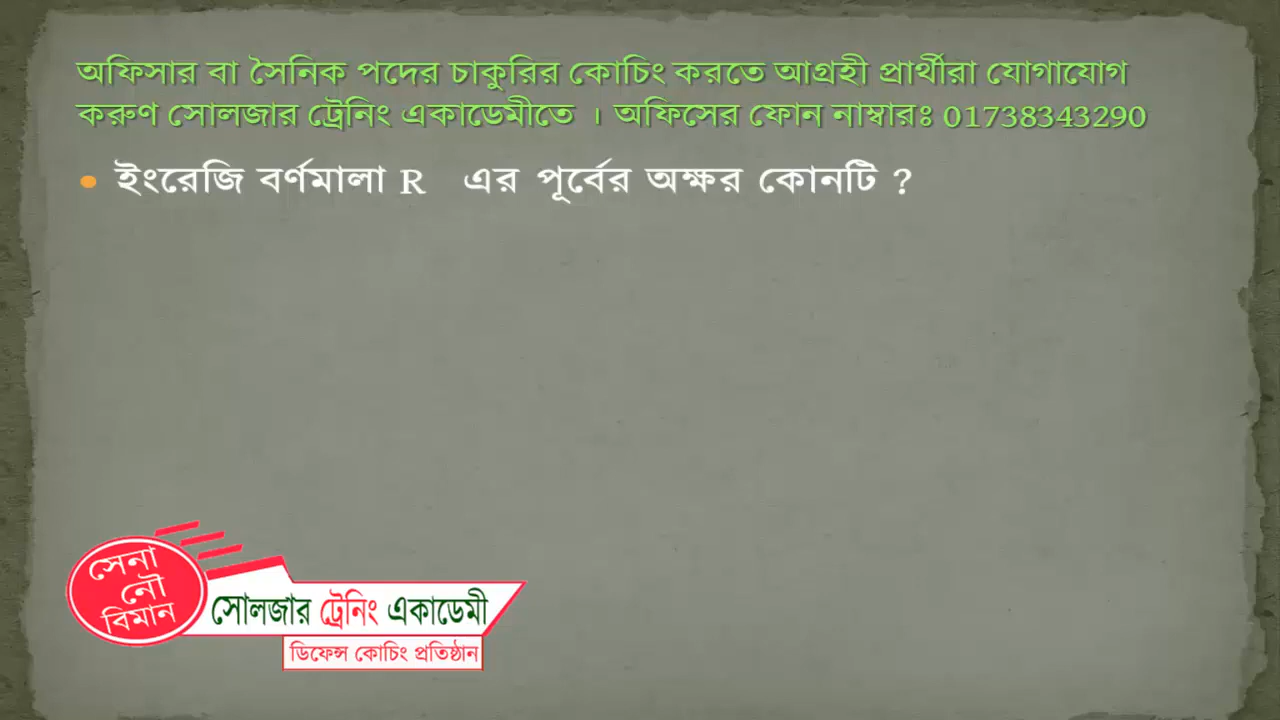 অফিসার বা সৈনিক পদের চাকুরির কোচিং করতে আগ্রহী প্রার্থীরা যোগাযোগ
করুণ সোলজার ট্রেনিং একাডেমীতে । অফিসের ফোন নাম্বারঃ 01738343290
• ইংরেজি বর্ণমালা R এর পূর্বের অক্ষর কোনটি ?
সেনা
নৌ
বিমান
সোলজার ট্রেনিং একাডেমী
ডিফেন্স কোচিং প্রতিষ্ঠান